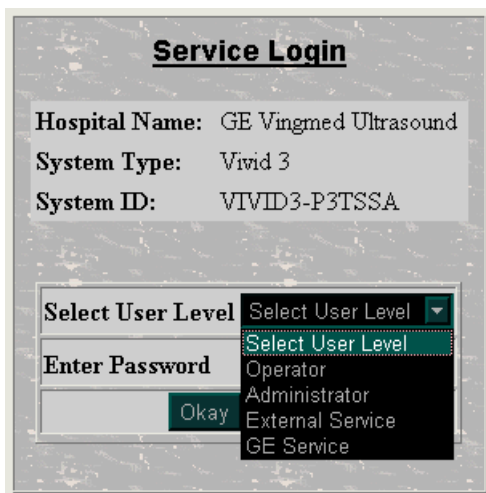 Service Login
Hospital Name: GE Vingmed Ultrasound
System Type: Vivid 3
System ID: VIVID3-P3TSSA
Select User Level Select User Level
Select User Level
Enter Password
Operator
Administrator
Okay
External Service
GE Service